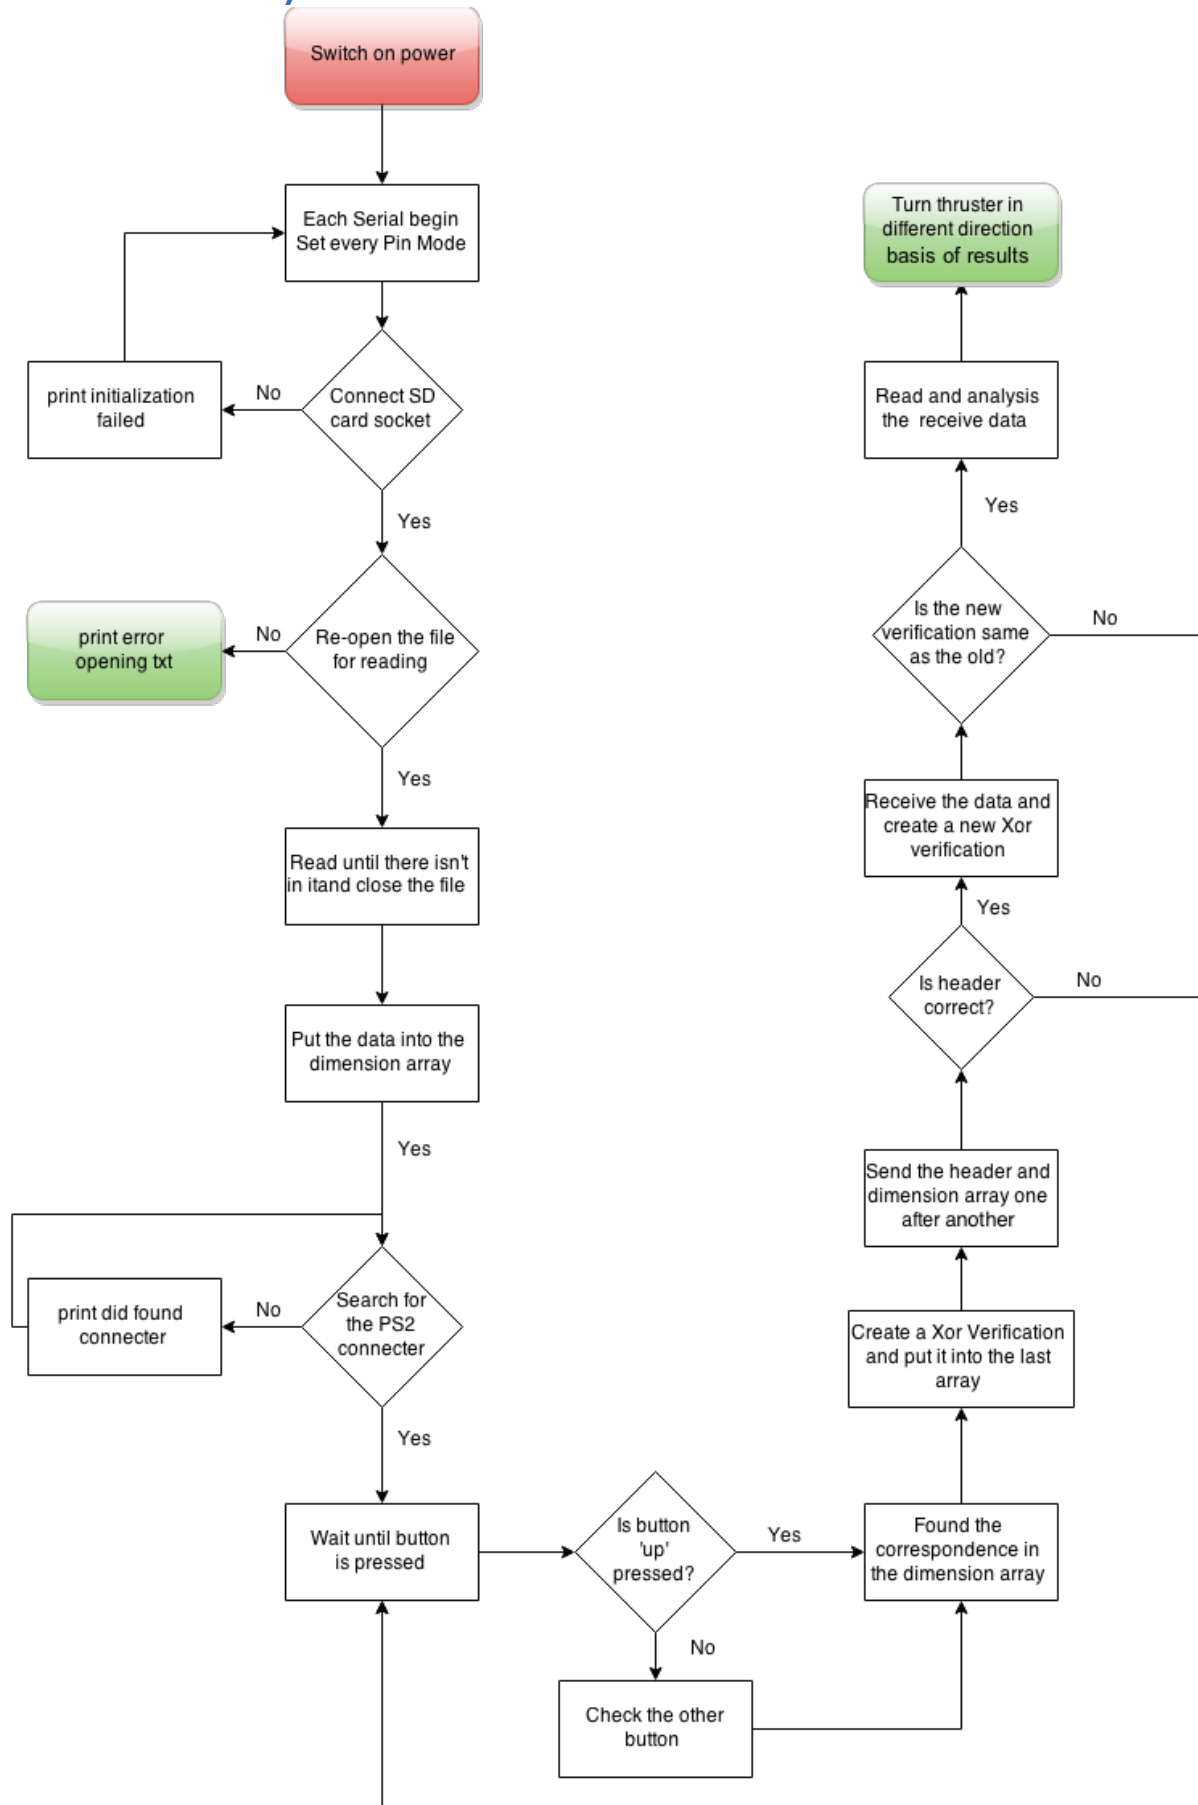 Switch on power
Each Serial begin
Set every Pin Mode
print initialization
failed
No
Connect SD
card socket
Yes
print error
opening txt
No
Re-open the file
for reading
Yes
Read until there isn't
in itand close the file
Put the data into the
dimension array
Yes
print did found
connecter
No
Search for
the PS2
connecter
Yes
Wait until button
is pressed
Is button
'up'
pressed?
Yes
No
Check the other
button
Found the
correspondence in
the dimension array
Create a Xor Verification
and put it into the last
array
Send the header and
dimension array one
after another
Is header
correct?
No
Yes
Receive the data and
create a new Xor
verification
Is the new
verification same
as the old?
No
Yes
Read and analysis
the receive data
Turn thruster in
different direction
basis of results